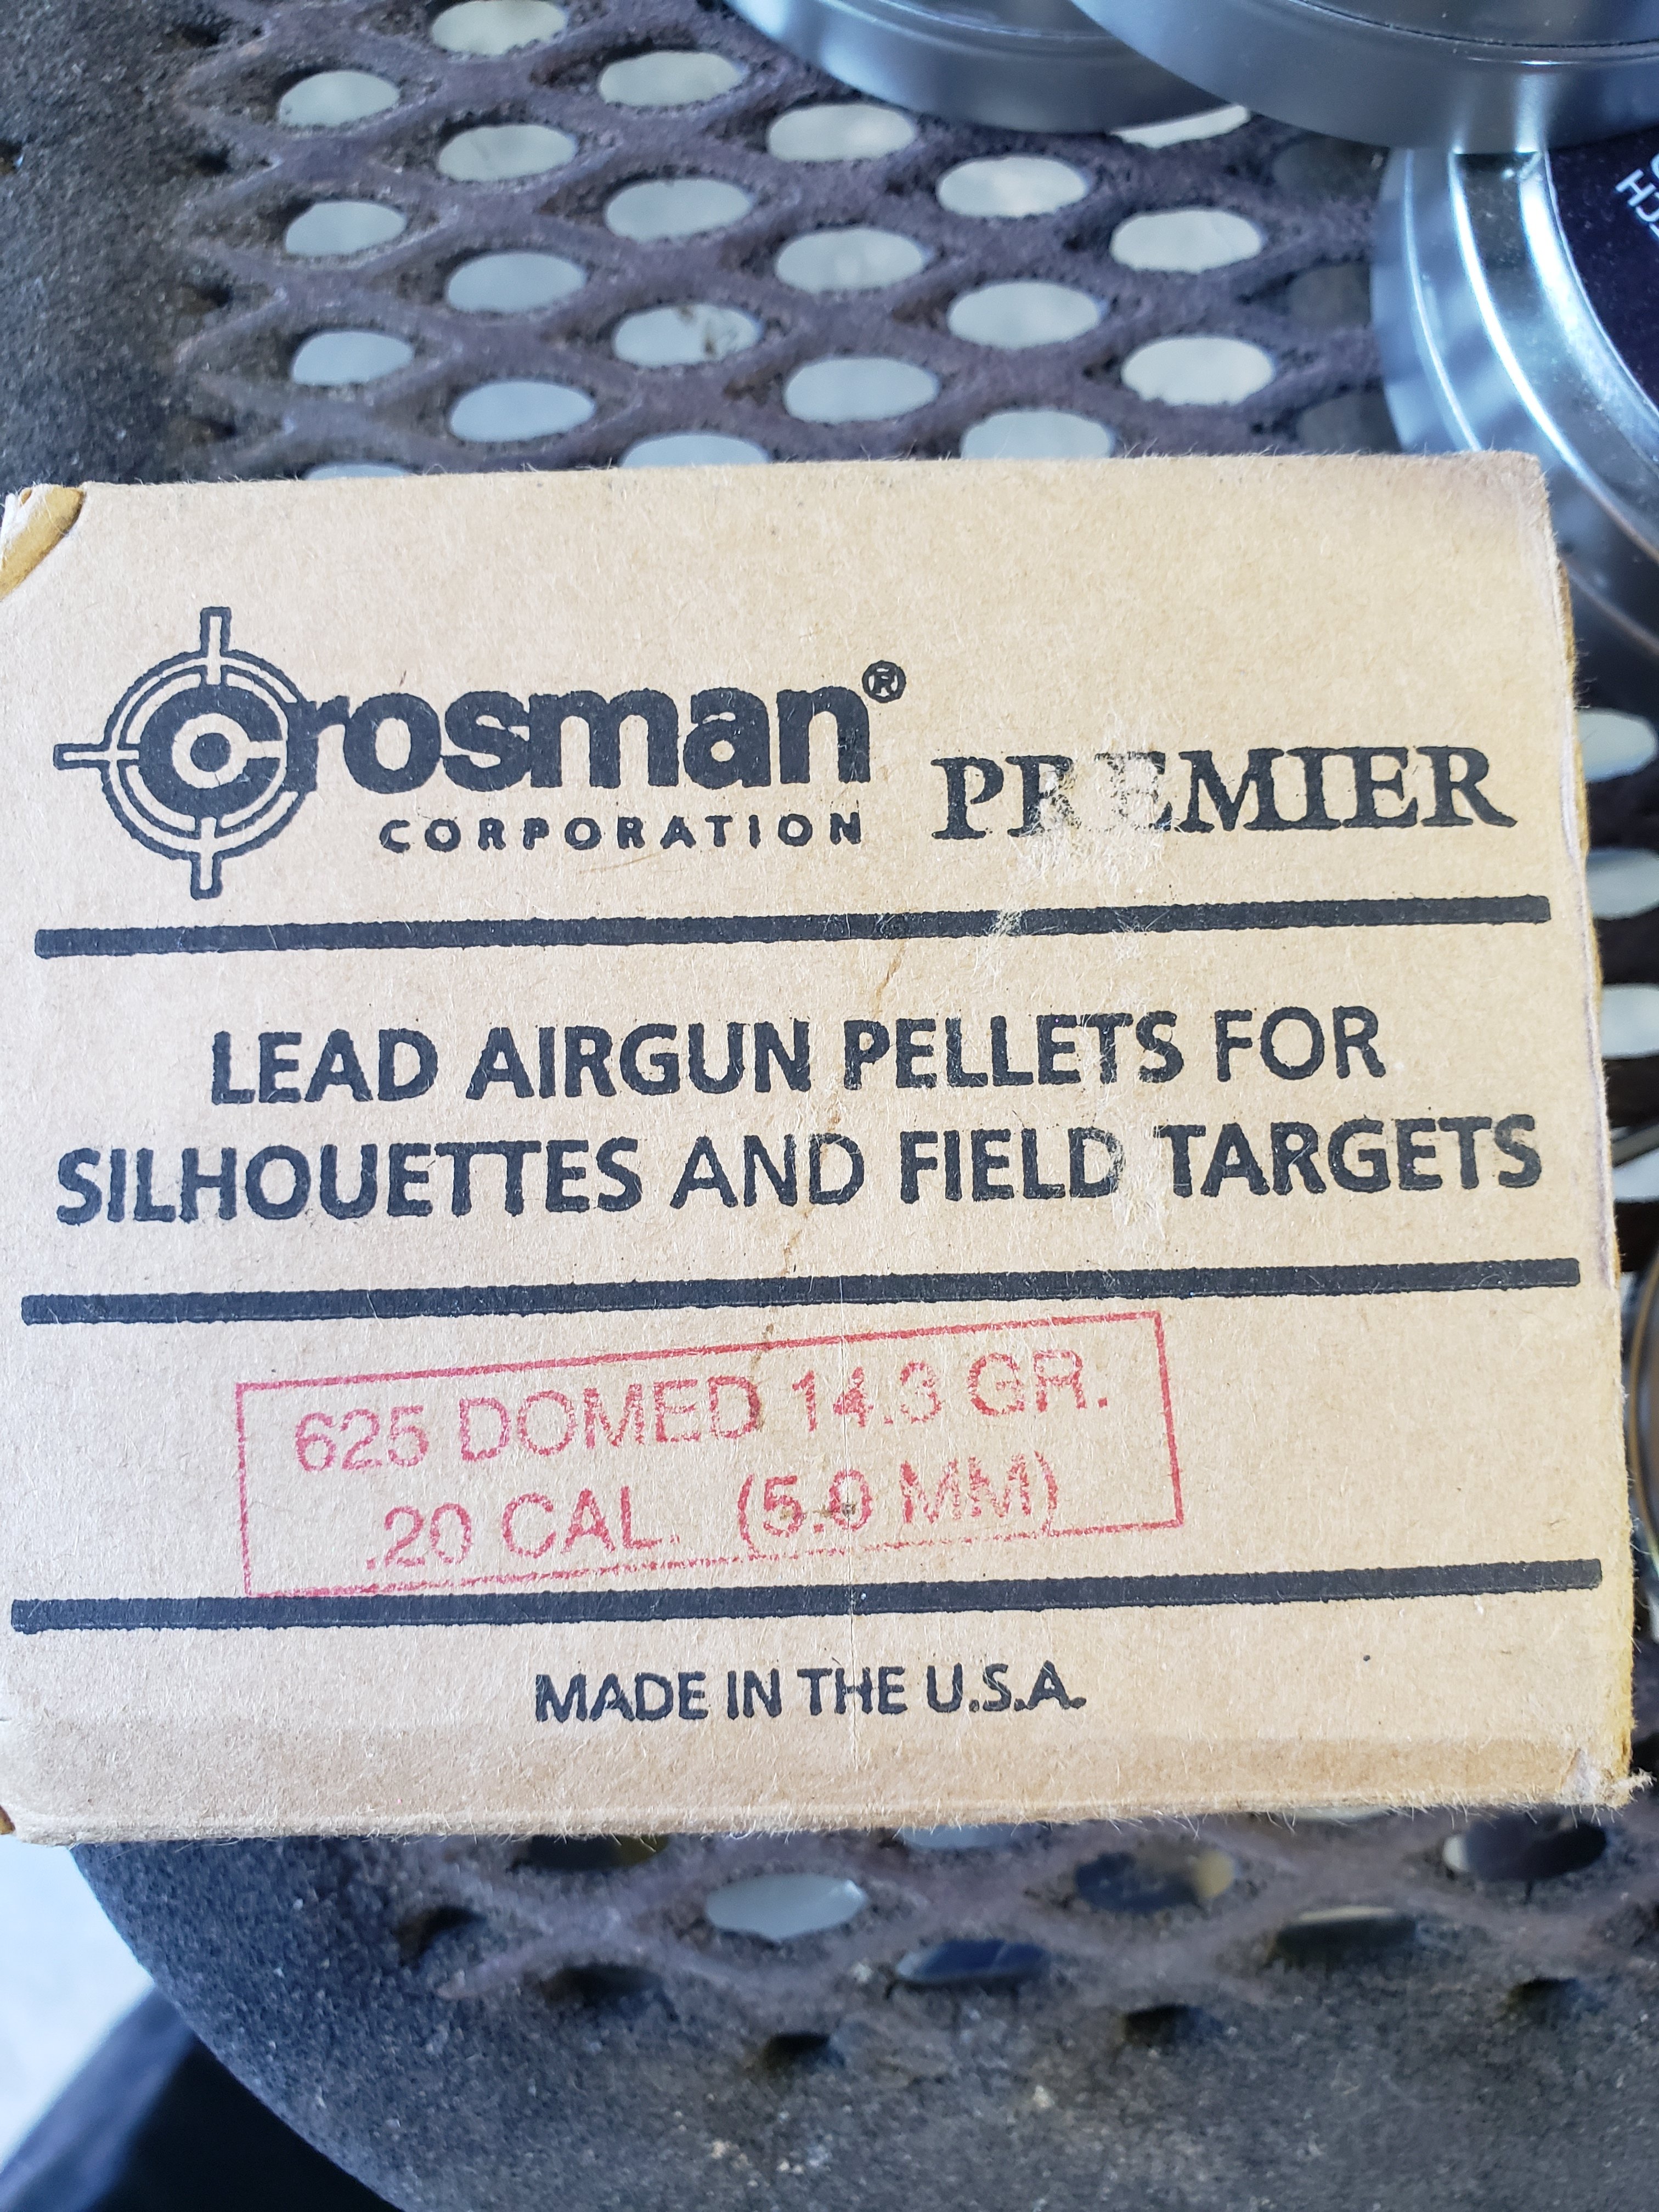 crosman® PREMIER
CORPORATION
LEAD AIRGUN PELLETS FOR
SILHOUETTES AND FIELD TARGETS
625 DOMED 14.3 GR.
.20 CAL. (5.0 MM)
MADE IN THE U.S.A.